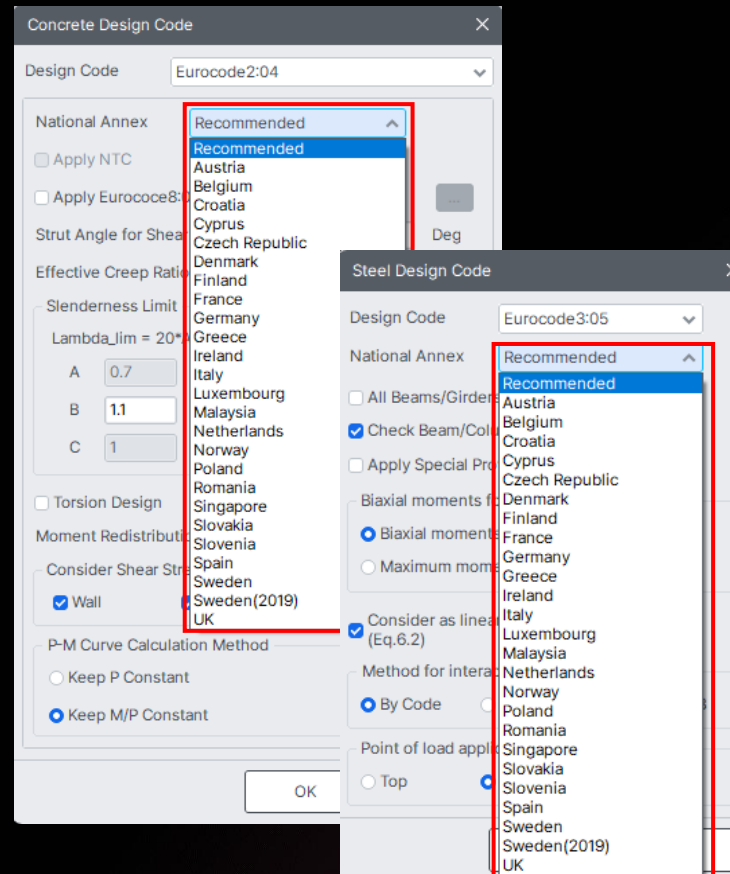 Concrete Design Code
Design Code
Eurocode2:04
National Annex
Recommended
Recommended
Austria
Belgium
Croatia
Cyprus
Czech Republic
Denmark
Finland
France
Germany
Greece
Ireland
Italy
Luxembourg
Malaysia
Netherlands
Norway
Poland
Romania
Singapore
Slovakia
Slovenia
Spain
Sweden
Sweden(2019)
UK
Apply NTC
Apply Eurococe8:0
...
Strut Angle for Shea
Deg
Effective Creep Ratio
Slenderness Limit
Lambda_lim = 20*
A 0.7
B 1.1
C 1
Torsion Design
Moment Redistributi
Consider Shear Stre
Wall
P-M Curve Calculation Method
Keep P Constant
Keep M/P Constant
OK
Steel Design Code
Design Code
Eurocode3:05
National Annex
Recommended
Recommended
Austria
Belgium
Croatia
Cyprus
Czech Republic
Denmark
Finland
France
Germany
Greece
Ireland
Italy
Luxembourg
Malaysia
Netherlands
Norway
Poland
Romania
Singapore
Slovakia
Slovenia
Spain
Sweden
Sweden(2019)
UK
All Beams/Girders
Check Beam/Colu
Apply Special Pro
Biaxial moments fo
Biaxial moments
Maximum mome
Consider as linear
(Eq.6.2)
Method for interac
By Code
Point of load appli
Top